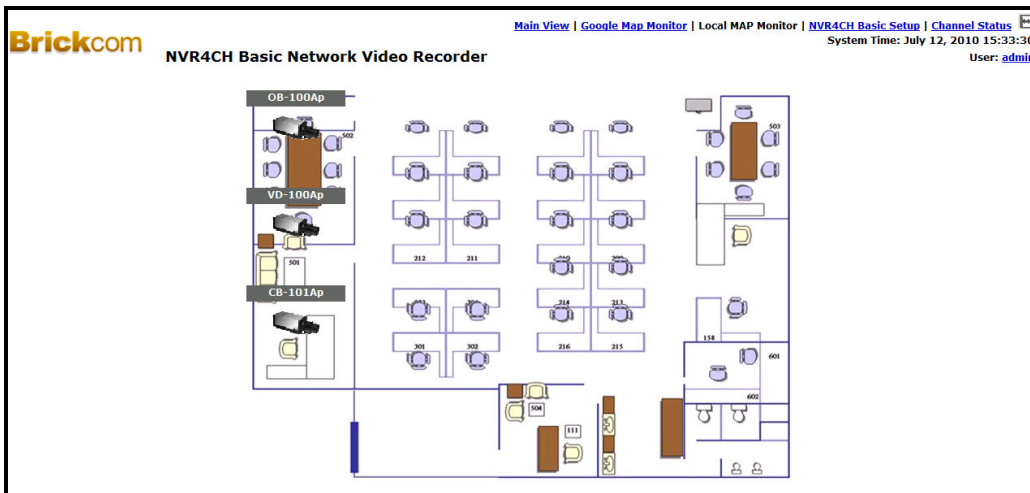 Brickcom
Main View | Google Map Monitor | Local MAP Monitor | NVR4CH Basic Setup | Channel Status
System Time: July 12, 2010 15:33:30
NVR4CH Basic Network Video Recorder
User: admin
OB-100Ap
502
503
VD-100Ap
212
211
501
CB-101Ap
214
213
158
301
302
216
215
601
602
504
111